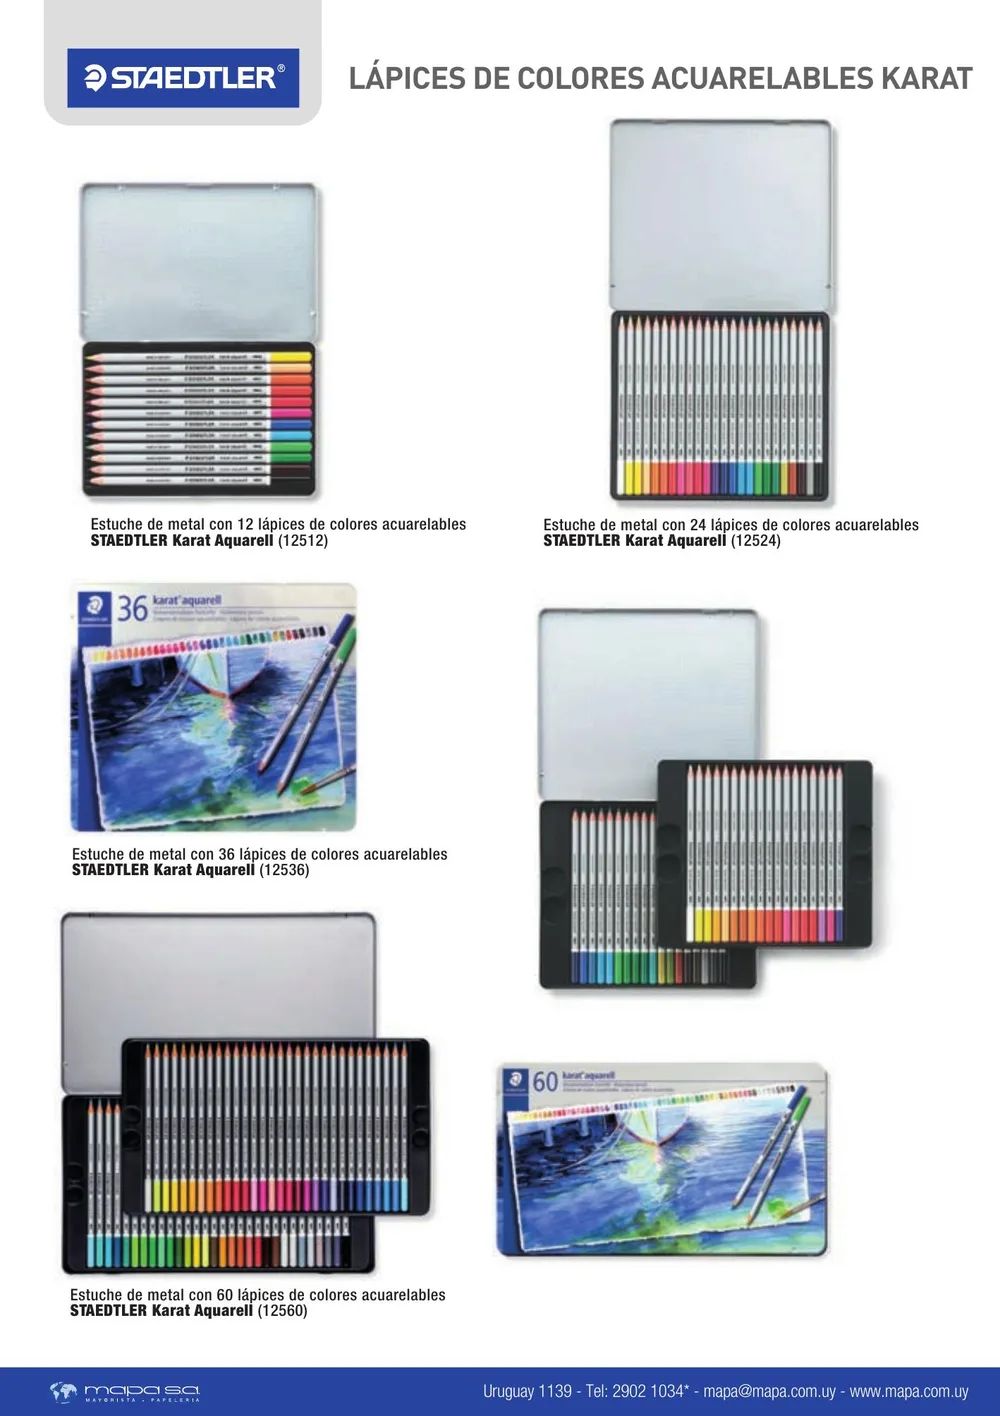 STAEDTLER®
LÁPICES DE COLORES ACUARELABLES KARAT
Estuche de metal con 12 lápices de colores acuarelables
STAEDTLER Karat Aquarell (12512)
Estuche de metal con 24 lápices de colores acuarelables
STAEDTLER Karat Aquarell (12524)
36 karat® aquarell
Estuche de metal con 36 lápices de colores acuarelables
STAEDTLER Karat Aquarell (12536)
60 karat® aquarell
Estuche de metal con 60 lápices de colores acuarelables
STAEDTLER Karat Aquarell (12560)
mapa s.a.
MAYORISTA - PAPELERIA
Uruguay 1139 - Tel: 2902 1034* - mapa@mapa.com.uy - www.mapa.com.uy